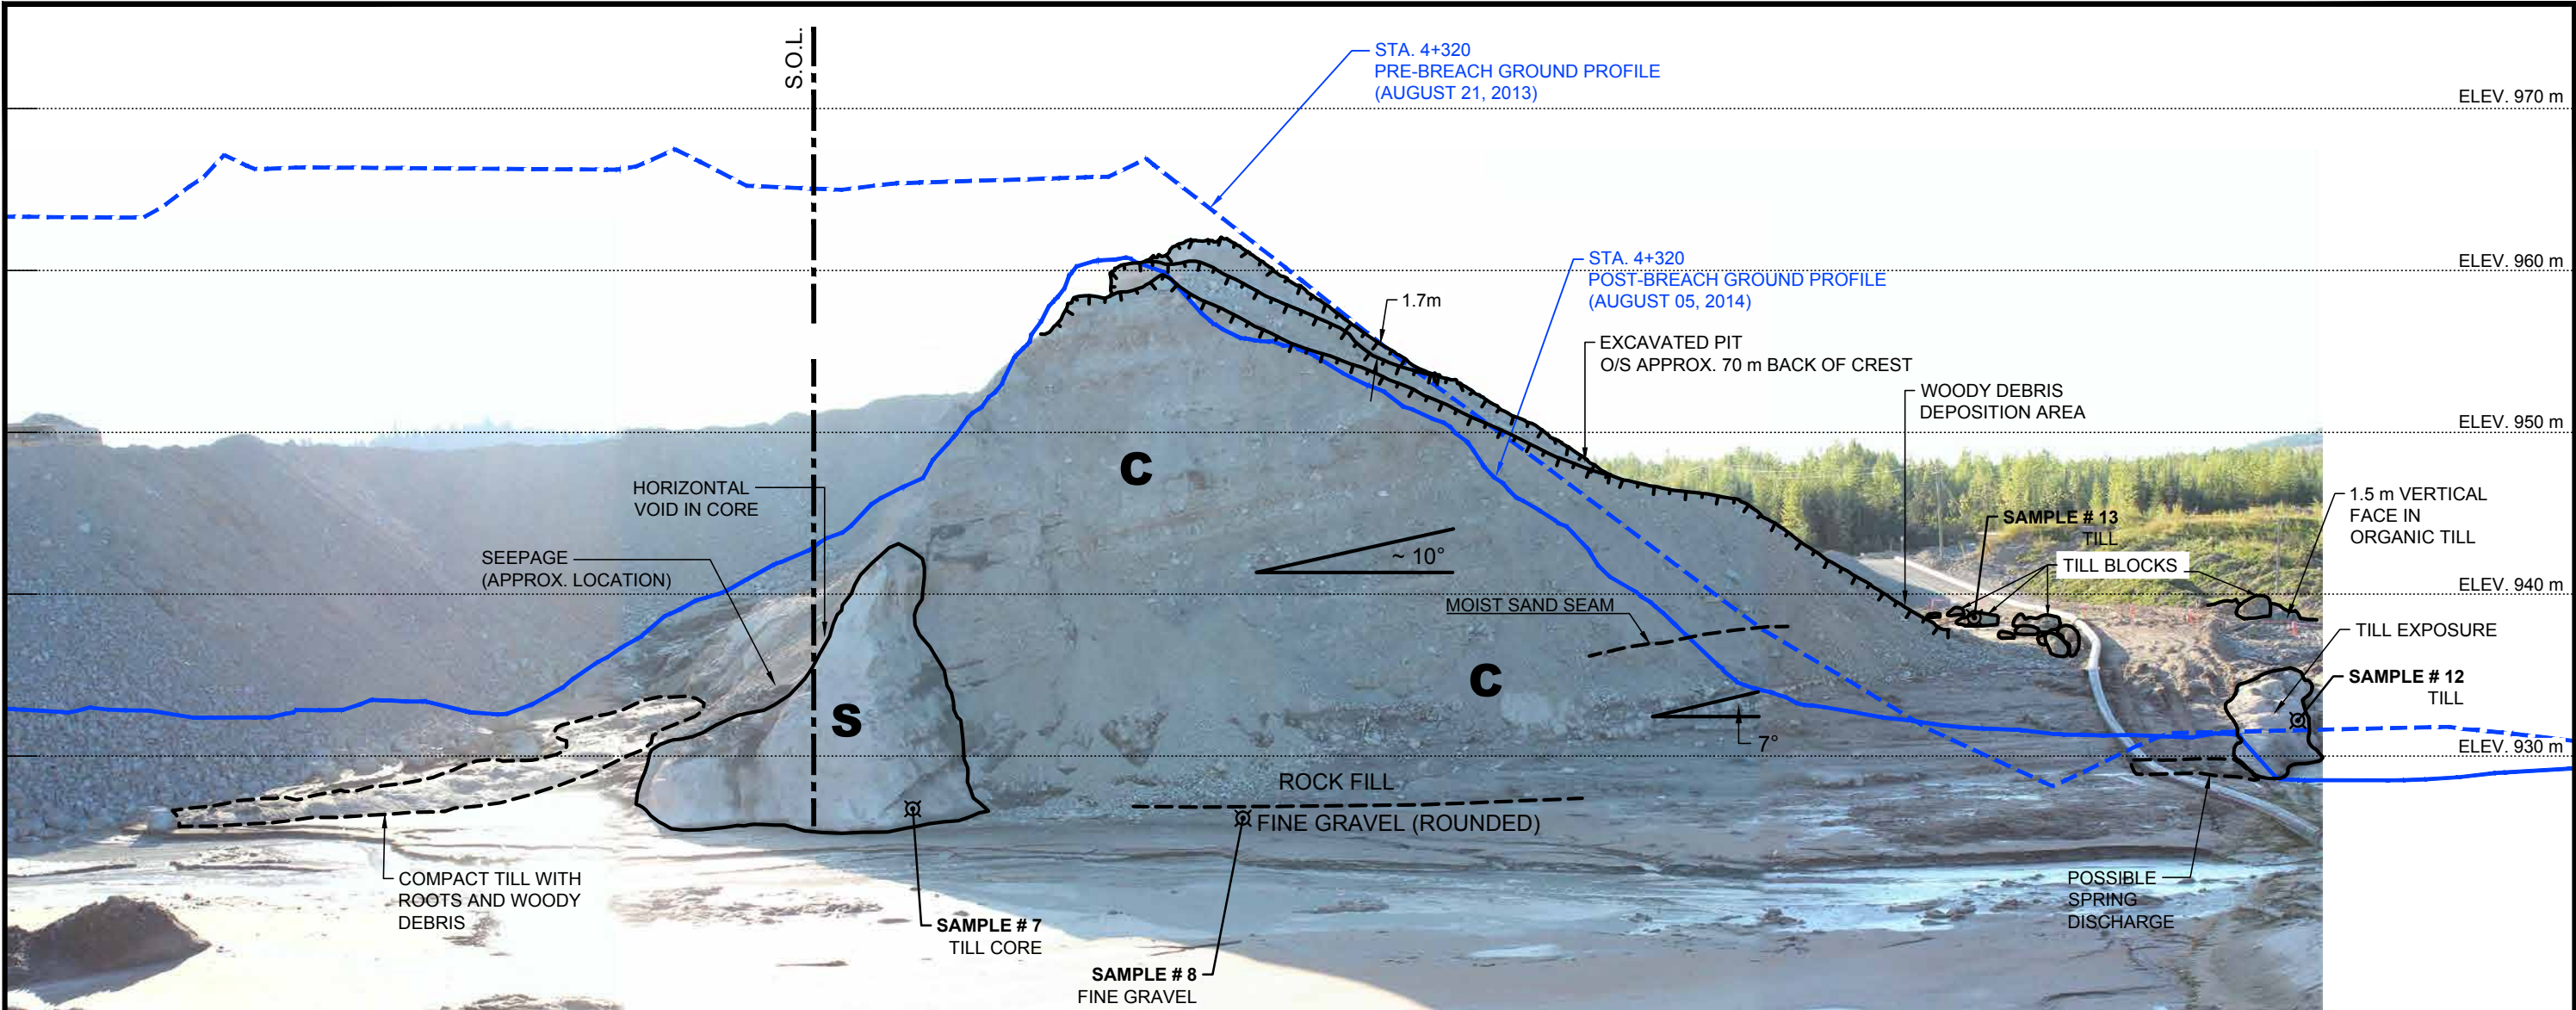 S.O.L.
STA. 4+320
PRE-BREACH GROUND PROFILE
(AUGUST 21, 2013)
ELEV. 970 m
STA. 4+320
POST-BREACH GROUND PROFILE
(AUGUST 05, 2014)
ELEV. 960 m
1.7m
EXCAVATED PIT
O/S APPROX. 70 m BACK OF CREST
WOODY DEBRIS
DEPOSITION AREA
ELEV. 950 m
C
HORIZONTAL
VOID IN CORE
1.5 m VERTICAL
FACE IN
ORGANIC TILL
SAMPLE # 13
TILL
TILL BLOCKS
SEEPAGE
(APPROX. LOCATION)
~ 10°
ELEV. 940 m
MOIST SAND SEAM
TILL EXPOSURE
C
SAMPLE # 12
TILL
S
7°
ELEV. 930 m
ROCK FILL
FINE GRAVEL (ROUNDED)
COMPACT TILL WITH
ROOTS AND WOODY
DEBRIS
POSSIBLE
SPRING
DISCHARGE
SAMPLE # 7
TILL CORE
SAMPLE # 8
FINE GRAVEL